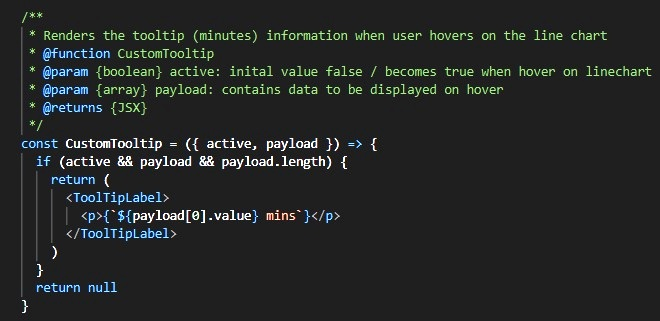 /**
 * Renders the tooltip (minutes) information when user hovers on the line chart
 * @function CustomTooltip
 * @param {boolean} active: inital value false / becomes true when hover on linechart
 * @param {array} payload: contains data to be displayed on hover
 * @returns {JSX}
 */
const CustomTooltip = ({ active, payload }) => {
  if (active && payload && payload.length) {
    return (
      <ToolTipLabel>
        <p>{`${payload[0].value} mins`}</p>
      </ToolTipLabel>
    )
  }
  return null
}